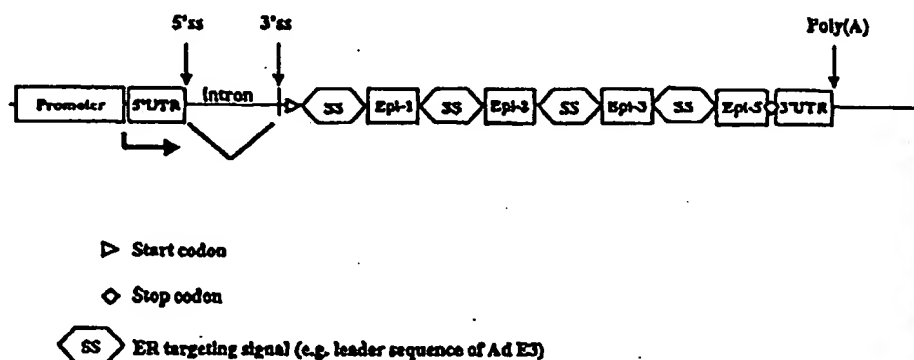 5'ss 3'ss Poly(A)
Intron
Promoter 5'UTR SS Epi-1 SS Epi-2 SS Epi-3 SS Epi-5 3'UTR
Start codon
Stop codon
SS ER targeting signal (e.g. leader sequence of Ad E3)